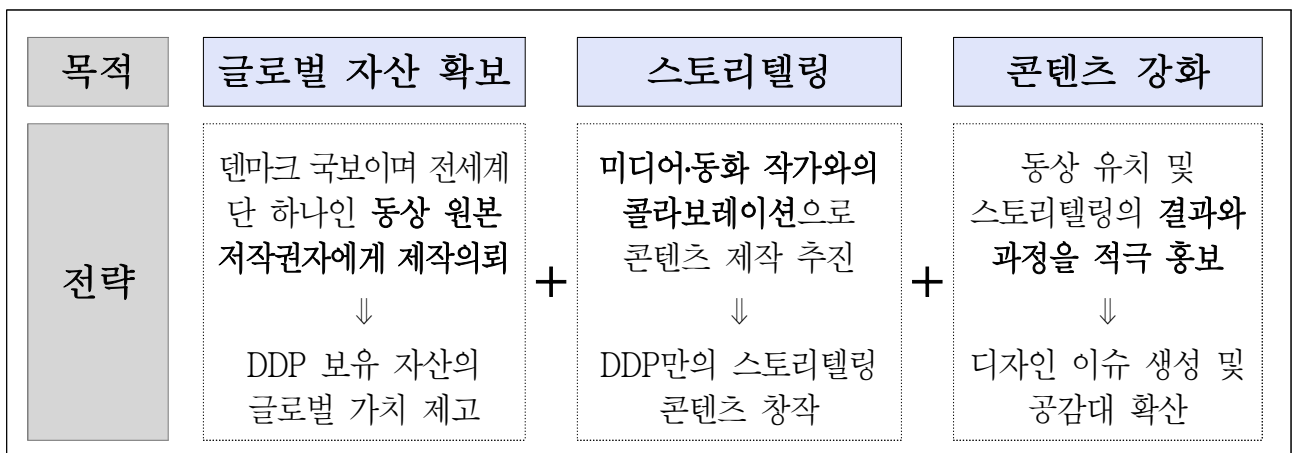 목적
글로벌 자산 확보
스토리텔링
콘텐츠 강화
전략
덴마크 국보이며 전세계
단 하나인 동상 원본
저작권자에게 제작의뢰
⇓
DDP 보유 자산의
글로벌 가치 제고
+
미디어·동화 작가와의
콜라보레이션으로
콘텐츠 제작 추진
⇓
DDP만의 스토리텔링
콘텐츠 창작
+
동상 유치 및
스토리텔링의 결과와
과정을 적극 홍보
⇓
디자인 이슈 생성 및
공감대 확산